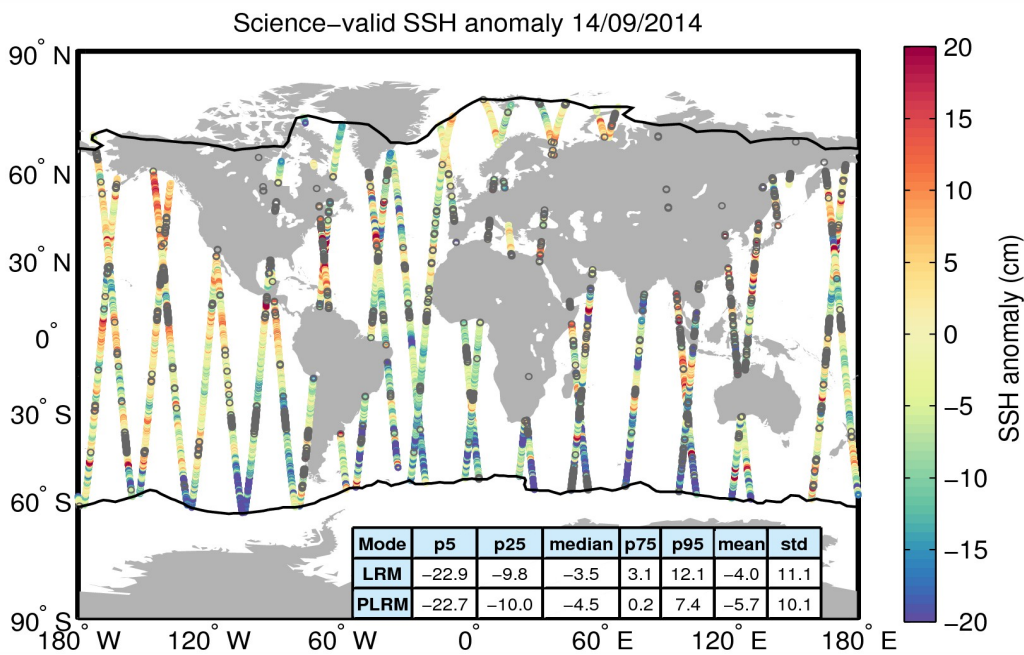 Science−valid SSH anomaly 14/09/2014
90° N
60° N
30° N
0°
30° S
60° S
90° S
180° W
120° W
60° W
0°
60° E
120° E
180° E
Mode p5 p25 median p75 p95 mean std
LRM −22.9 −9.8 −3.5 3.1 12.1 −4.0 11.1
PLRM −22.7 −10.0 −4.5 0.2 7.4 −5.7 10.1
20
15
10
5
0
−5
−10
−15
−20
SSH anomaly (cm)